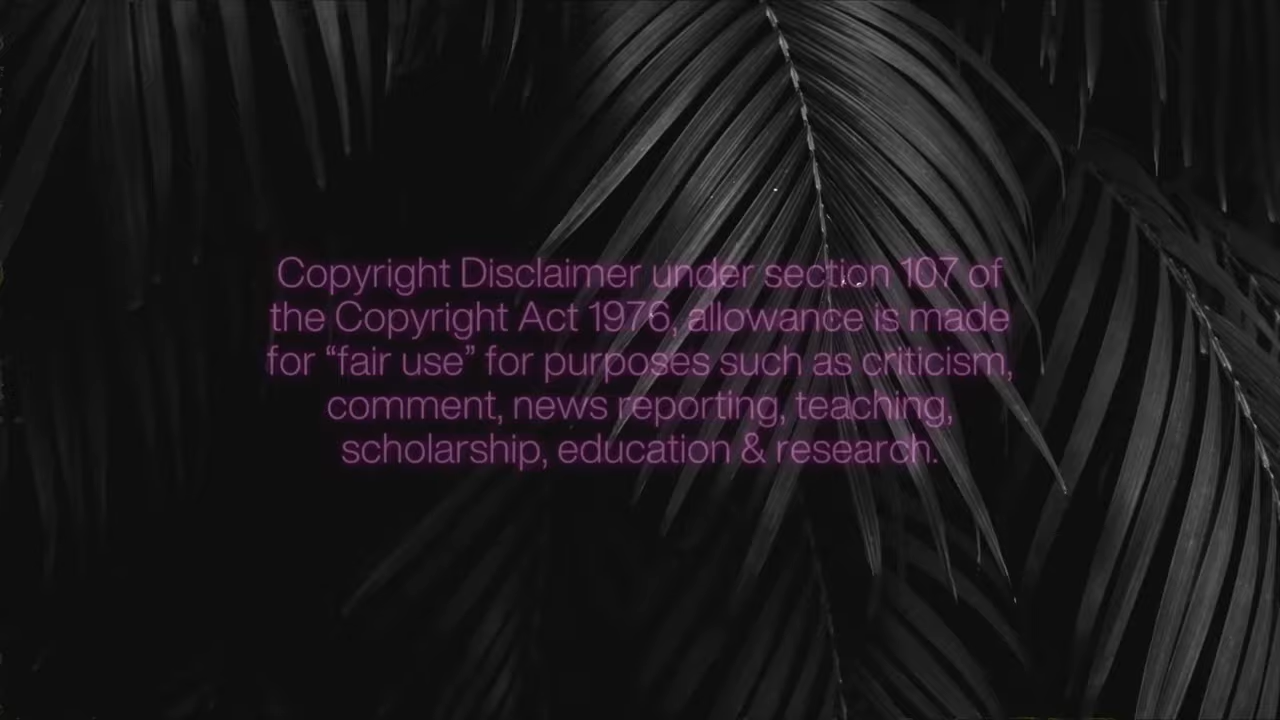 Copyright Disclaimer under section 107 of
the Copyright Act 1976, allowance is made
for “fair use” for purposes such as criticism,
comment, news reporting, teaching,
scholarship, education & research.